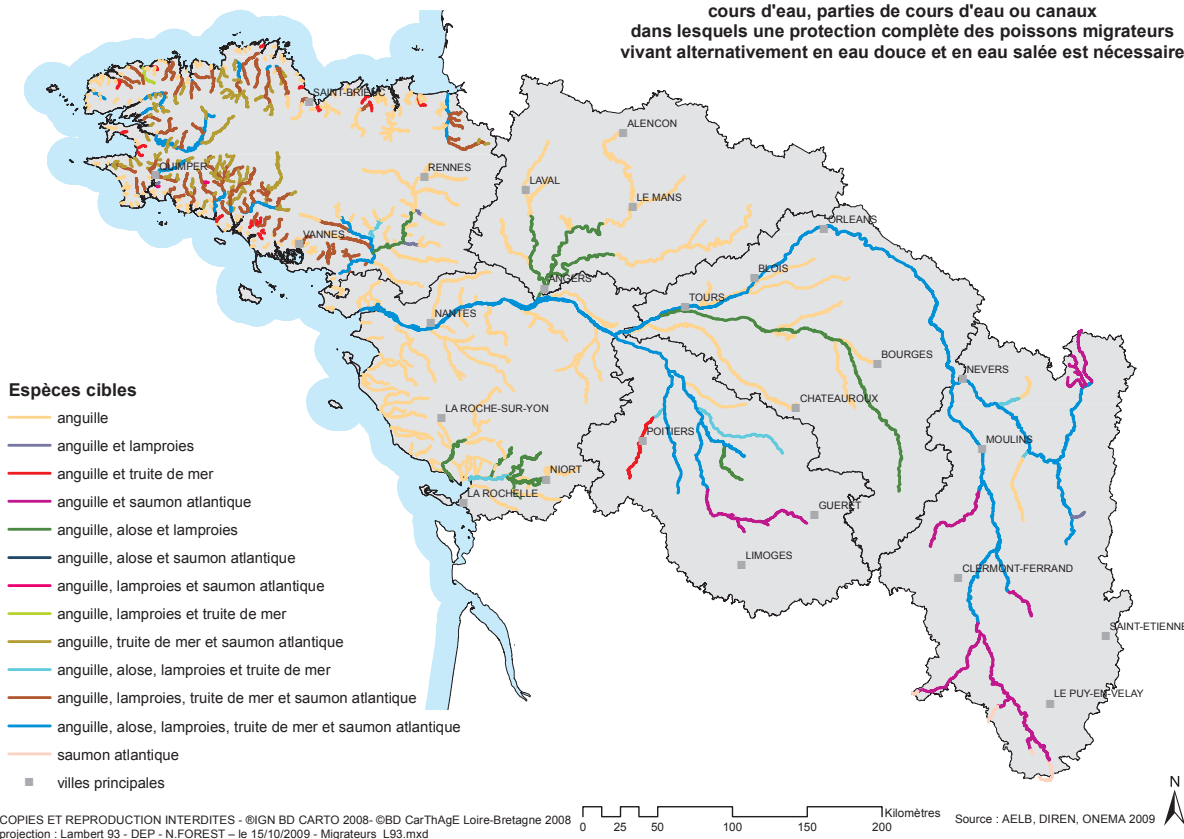 cours d'eau, parties de cours d'eau ou canaux
dans lesquels une protection complète des poissons migrateurs
vivant alternativement en eau douce et en eau salée est nécessaire
SAINT-BRIEUC
ALENCON
QUIMPER
RENNES
LAVAL
LE MANS
ORLEANS
VANNES
BLOIS
ANGERS
TOURS
NANTES
BOURGES
NEVERS
LA ROCHE-SUR-YON
CHATEAUROUX
POITIERS
MOULINS
NIORT
LA ROCHELLE
GUERET
LIMOGES
CLERMONT-FERRAND
SAINT-ETIENNE
LE PUY-EN-VELAY
Espèces cibles
anguille
anguille et lamproies
anguille et truite de mer
anguille et saumon atlantique
anguille, alose et lamproies
anguille, alose et saumon atlantique
anguille, lamproies et saumon atlantique
anguille, lamproies et truite de mer
anguille, truite de mer et saumon atlantique
anguille, alose, lamproies et truite de mer
anguille, lamproies, truite de mer et saumon atlantique
anguille, alose, lamproies, truite de mer et saumon atlantique
saumon atlantique
villes principales
COPIES ET REPRODUCTION INTERDITES - ®IGN BD CARTO 2008- ©BD CarThAgE Loire-Bretagne 2008
projection : Lambert 93 - DEP - N.FOREST – le 15/10/2009 - Migrateurs_L93.mxd
Kilomètres
0 25 50 100 150 200
Source : AELB, DIREN, ONEMA 2009
N